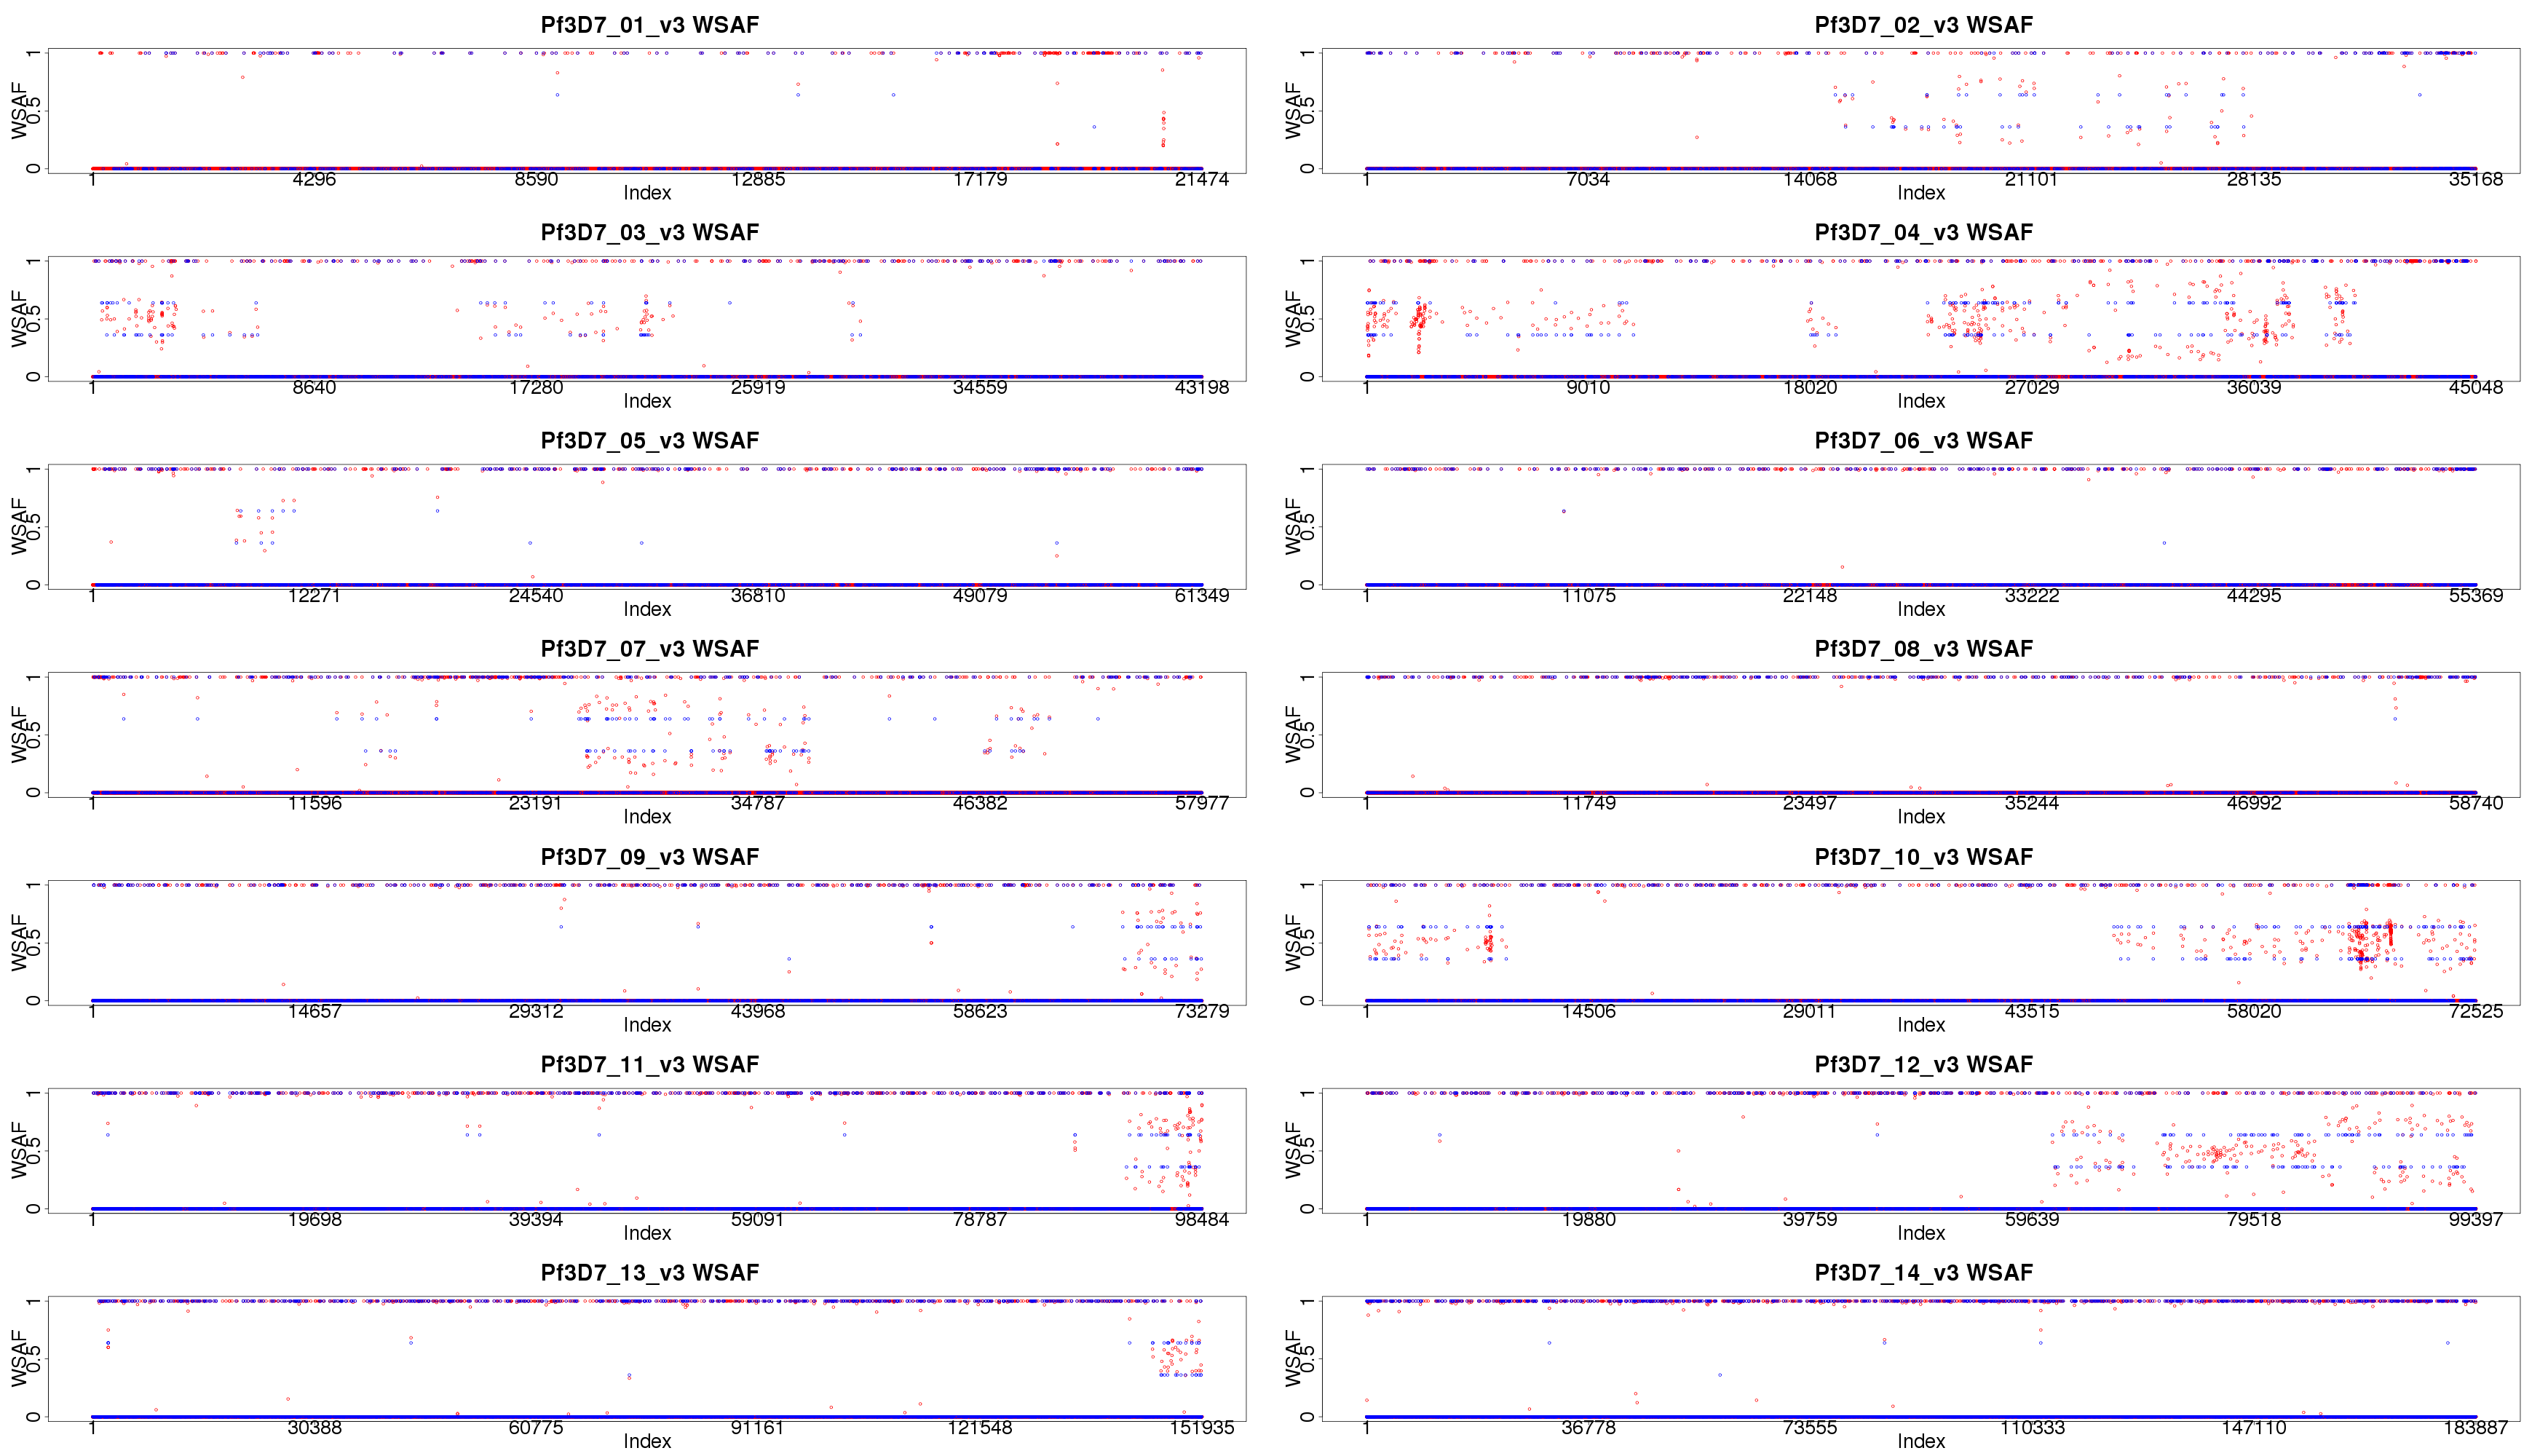 Pf3D7_01_v3 WSAF
WSAF
0 0.5 1
1 4296 8590 12885 17179 21474
Index
Pf3D7_02_v3 WSAF
WSAF
0 0.5 1
1 7034 14068 21101 28135 35168
Index
Pf3D7_03_v3 WSAF
WSAF
0 0.5 1
1 8640 17280 25919 34559 43198
Index
Pf3D7_04_v3 WSAF
WSAF
0 0.5 1
1 9010 18020 27029 36039 45048
Index
Pf3D7_05_v3 WSAF
WSAF
0 0.5 1
1 12271 24540 36810 49079 61349
Index
Pf3D7_06_v3 WSAF
WSAF
0 0.5 1
1 11075 22148 33222 44295 55369
Index
Pf3D7_07_v3 WSAF
WSAF
0 0.5 1
1 11596 23191 34787 46382 57977
Index
Pf3D7_08_v3 WSAF
WSAF
0 0.5 1
1 11749 23497 35244 46992 58740
Index
Pf3D7_09_v3 WSAF
WSAF
0 0.5 1
1 14657 29312 43968 58623 73279
Index
Pf3D7_10_v3 WSAF
WSAF
0 0.5 1
1 14506 29011 43515 58020 72525
Index
Pf3D7_11_v3 WSAF
WSAF
0 0.5 1
1 19698 39394 59091 78787 98484
Index
Pf3D7_12_v3 WSAF
WSAF
0 0.5 1
1 19880 39759 59639 79518 99397
Index
Pf3D7_13_v3 WSAF
WSAF
0 0.5 1
1 30388 60775 91161 121548 151935
Index
Pf3D7_14_v3 WSAF
WSAF
0 0.5 1
1 36778 73555 110333 147110 183887
Index